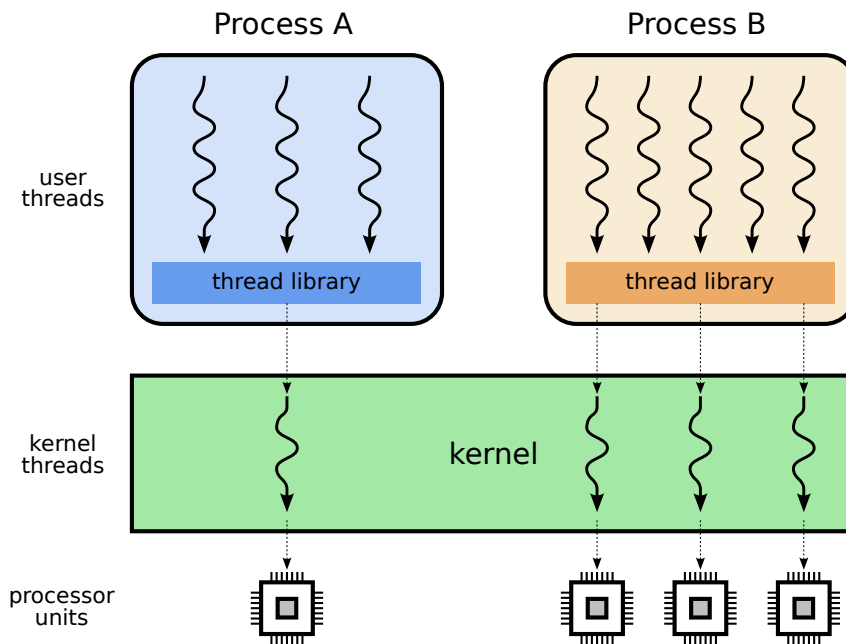 Process A
Process B
user
threads
thread library
thread library
kernel
threads
kernel
processor
units